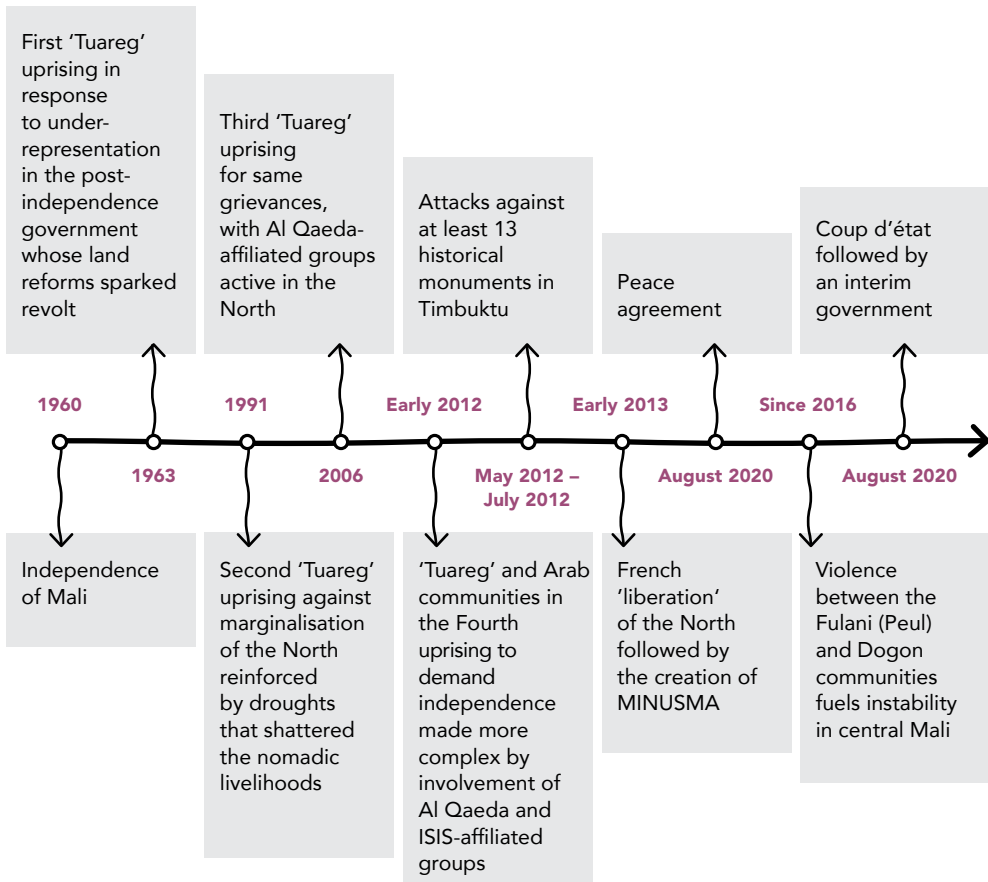 First ‘Tuareg’
uprising in
response
to under-
representation
in the post-
independence
government
whose land
reforms sparked
revolt
Third ‘Tuareg’
uprising
for same
grievances,
with Al Qaeda-
affiliated groups
active in the
North
Attacks against
at least 13
historical
monuments in
Timbuktu
Peace
agreement
Coup d’état
followed by
an interim
government
1960
1991
Early 2012
Early 2013
Since 2016
1963
2006
May 2012 –
July 2012
August 2020
August 2020
Independence
of Mali
Second ‘Tuareg’
uprising against
marginalisation
of the North
reinforced
by droughts
that shattered
the nomadic
livelihoods
‘Tuareg’ and Arab
communities in
the Fourth
uprising to
demand
independence
made more
complex by
involvement of
Al Qaeda and
ISIS-affiliated
groups
French
‘liberation’
of the North
followed by
the creation of
MINUSMA
Violence
between the
Fulani (Peul)
and Dogon
communities
fuels instability
in central Mali